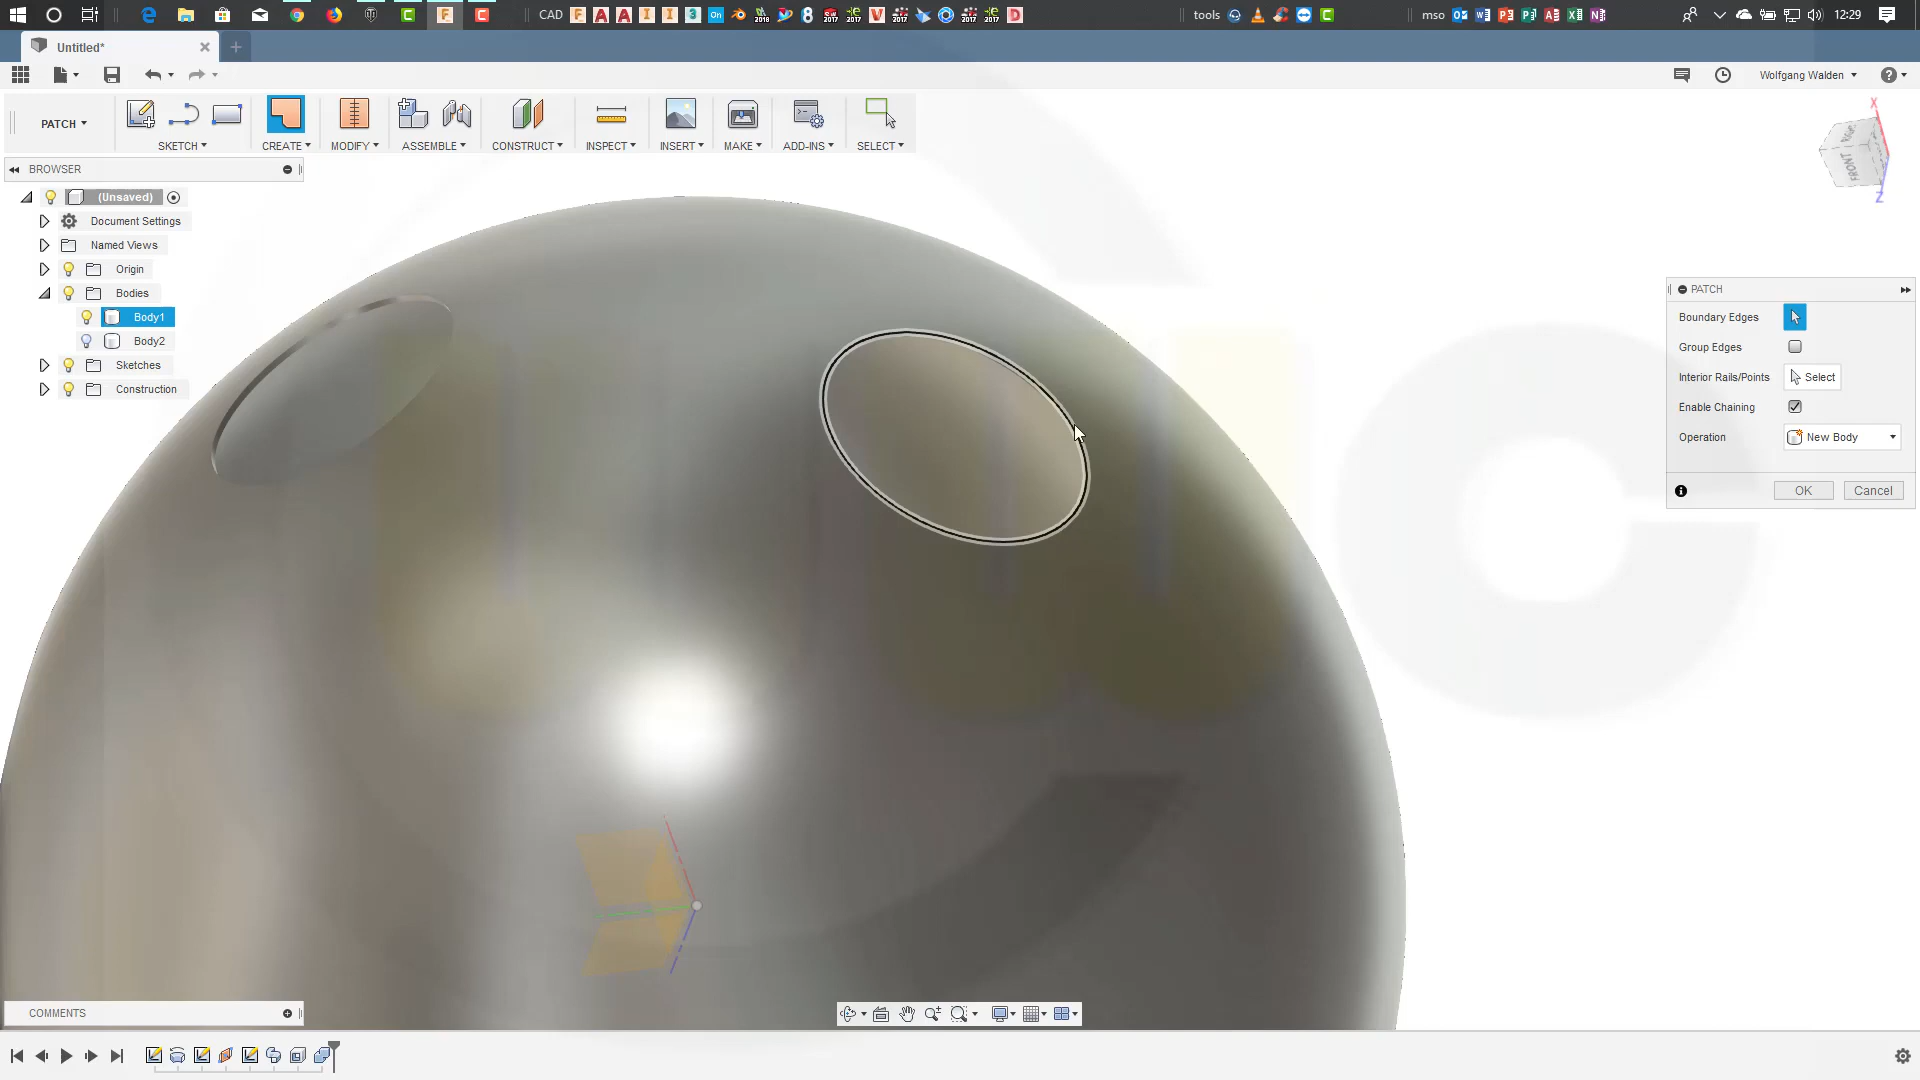 CAD
On
tools
mso
12:29
Untitled*
Wolfgang Walden
PATCH
SKETCH
CREATE
MODIFY
ASSEMBLE
CONSTRUCT
INSPECT
INSERT
MAKE
ADD-INS
SELECT
BROWSER
(Unsaved)
Document Settings
Named Views
Origin
Bodies
Body1
Body2
Sketches
Construction
X
FRONT
Z
PATCH
Boundary Edges
Group Edges
Interior Rails/Points
Select
Enable Chaining
Operation
New Body
OK
Cancel
COMMENTS